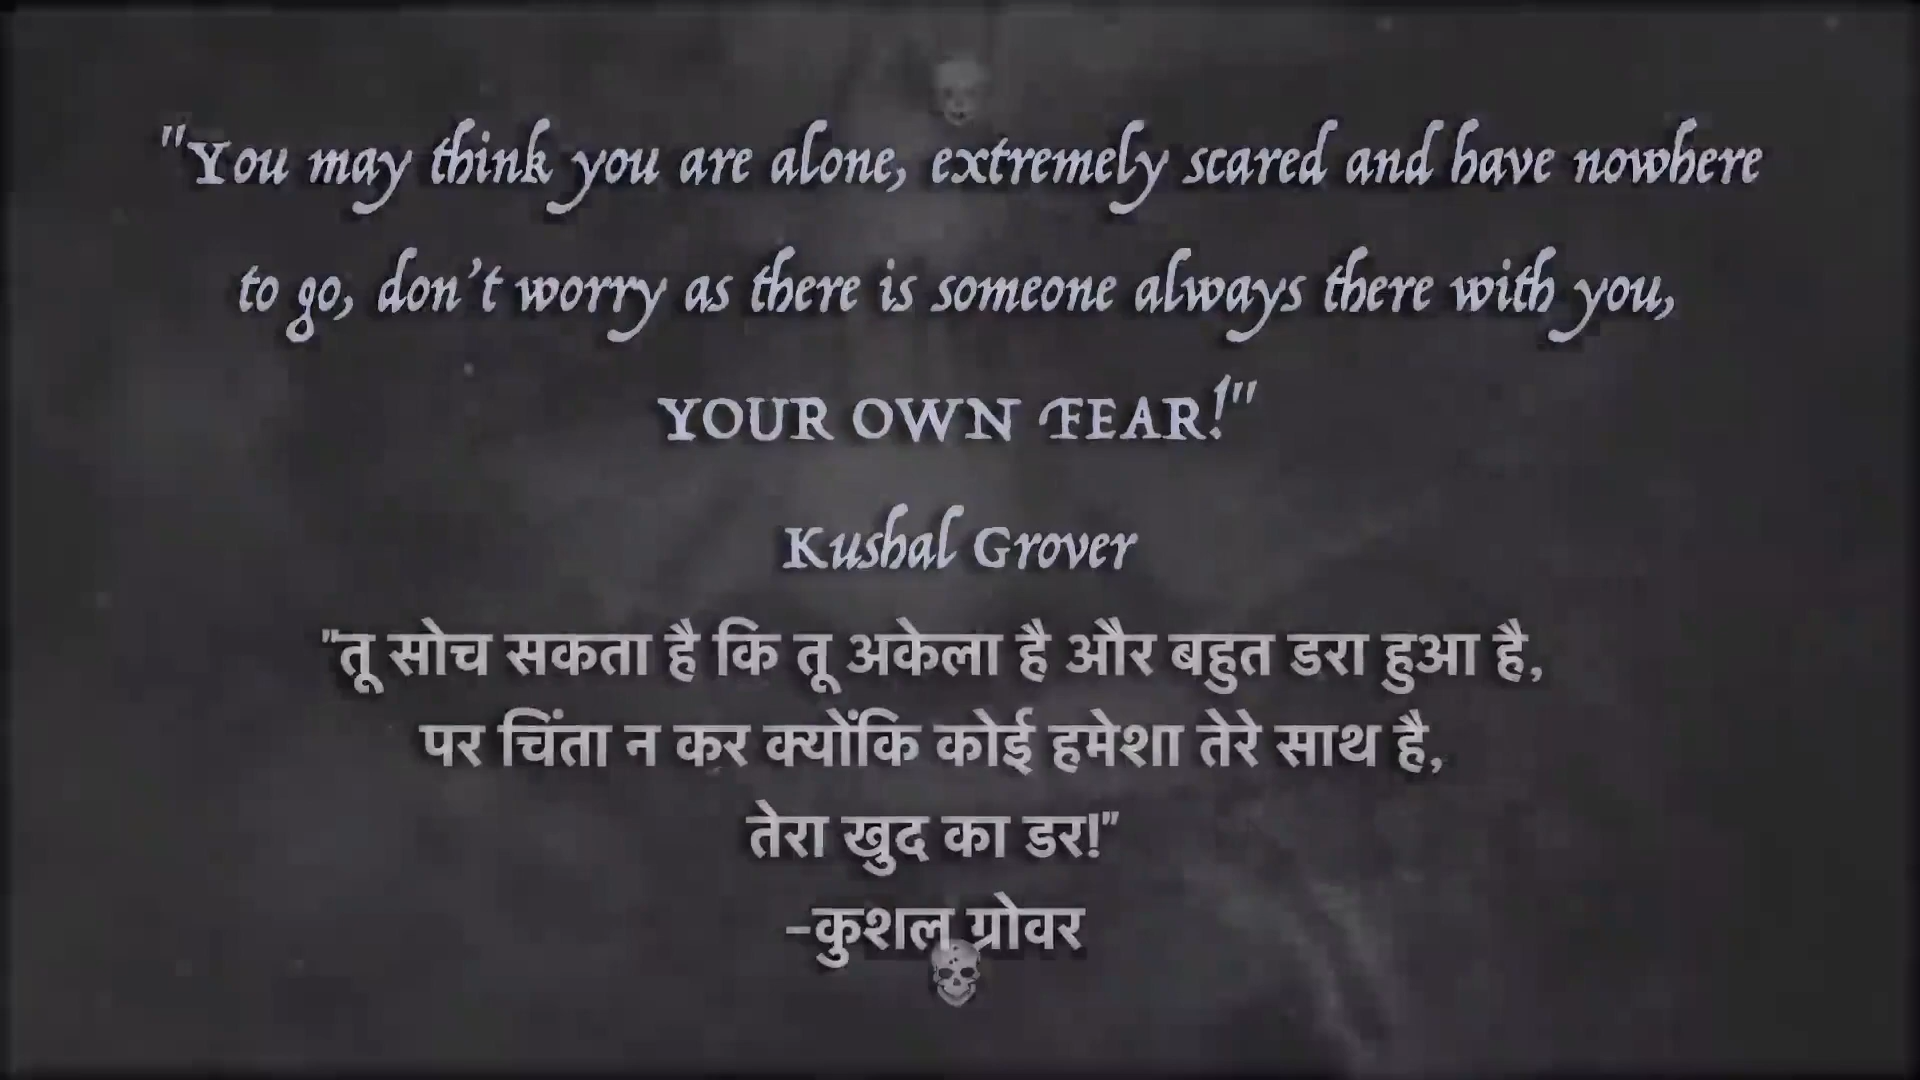 "You may think you are alone, extremely scared and have nowhere
to go, don't worry as there is someone always there with you,
YOUR OWN FEAR!"
Kushal Grover
"तू सोच सकता है कि तू अकेला है और बहुत डरा हुआ है,
पर चिंता न कर क्योंकि कोई हमेशा तेरे साथ है,
तेरा खुद का डर!"
-कुशल ग्रोवर